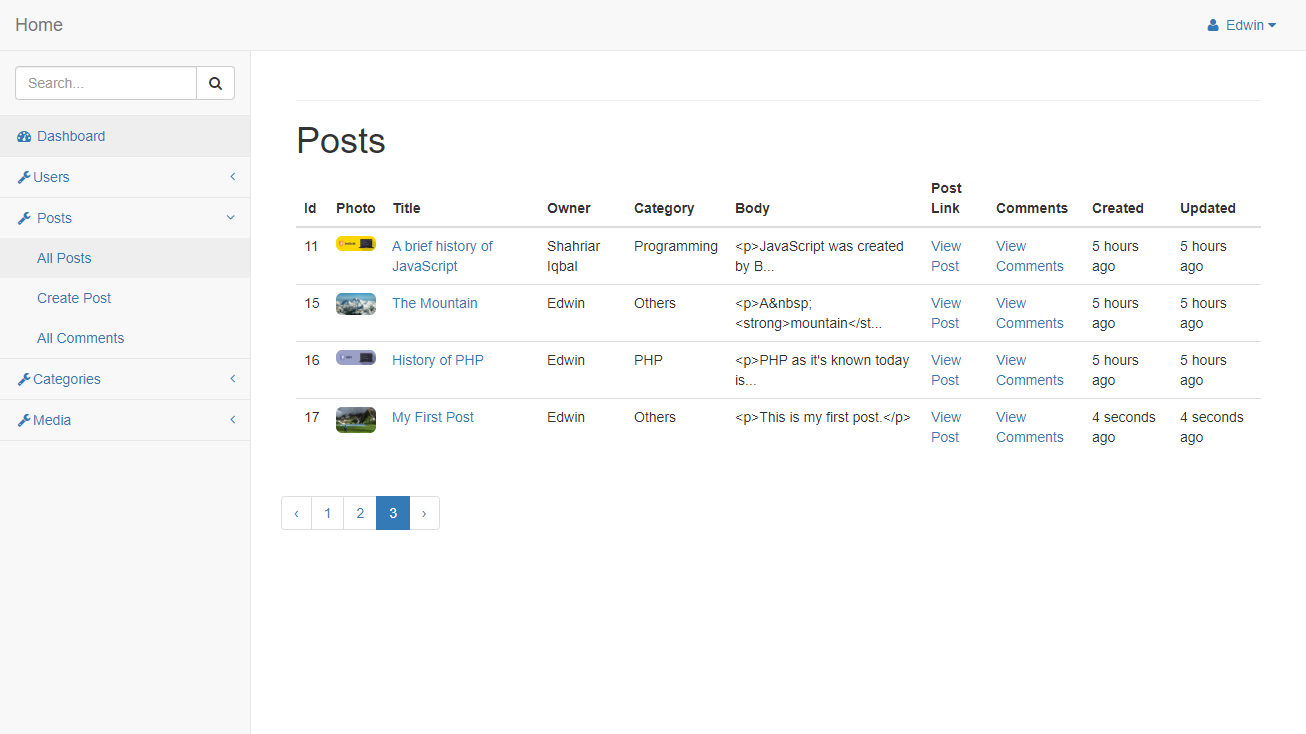 Home
Edwin
Search...
Dashboard
Users
Posts
All Posts
Create Post
All Comments
Categories
Media
Posts
Id Photo Title Owner Category Body Post Link Comments Created Updated
11 A brief history of JavaScript Shahriar Iqbal Programming <p>JavaScript was created by B... View Post View Comments 5 hours ago 5 hours ago
15 The Mountain Edwin Others <p>A&nbsp;<strong>mountain</st... View Post View Comments 5 hours ago 5 hours ago
16 History of PHP Edwin PHP <p>PHP as it's known today is... View Post View Comments 5 hours ago 5 hours ago
17 My First Post Edwin Others <p>This is my first post.</p> View Post View Comments 4 seconds ago 4 seconds ago
‹ 1 2 3 ›